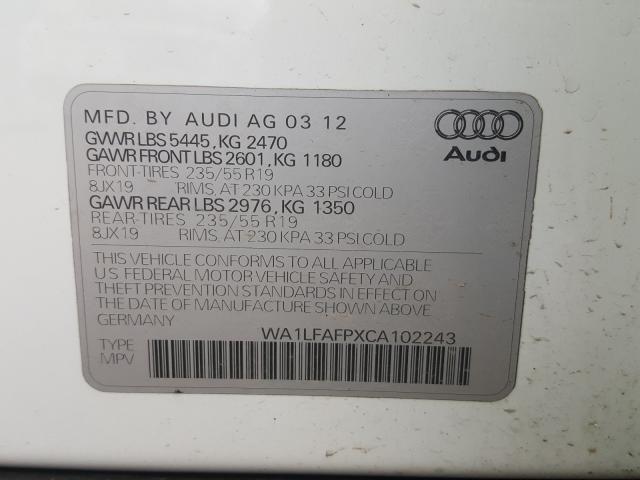 MFD. BY AUDI AG 03 12
GVWR LBS 5445, KG 2470
GAWR FRONT LBS 2601, KG 1180
FRONT-TIRES 235/55 R19
8JX19 RIMS, AT 230 KPA 33 PSI COLD
GAWR REAR LBS 2976, KG 1350
REAR-TIRES 235/55 R19
8JX19 RIMS, AT 230 KPA 33 PSI COLD
Audi
THIS VEHICLE CONFORMS TO ALL APPLICABLE
U.S. FEDERAL MOTOR VEHICLE SAFETY AND
THEFT PREVENTION STANDARDS IN EFFECT ON
THE DATE OF MANUFACTURE SHOWN ABOVE
GERMANY
WA1LFAFPXCA102243
TYPE
MPV